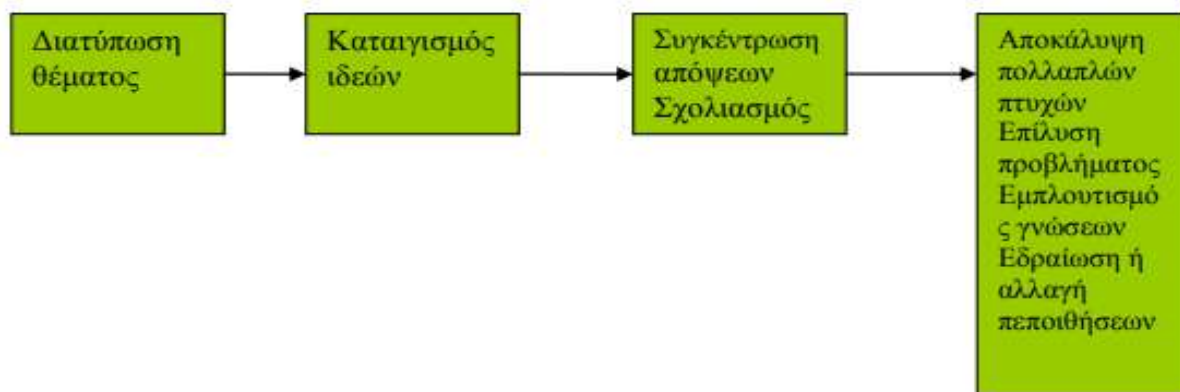 Διατύπωση
θέματος
Καταιγισμός
ιδεών
Συγκέντρωση
απόψεων
Σχολιασμός
Αποκάλυψη
πολλαπλών
πτυχών
Επίλυση
προβλήματος
Εμπλουτισμό
ς γνώσεων
Εδραίωση ή
αλλαγή
πεποιθήσεων